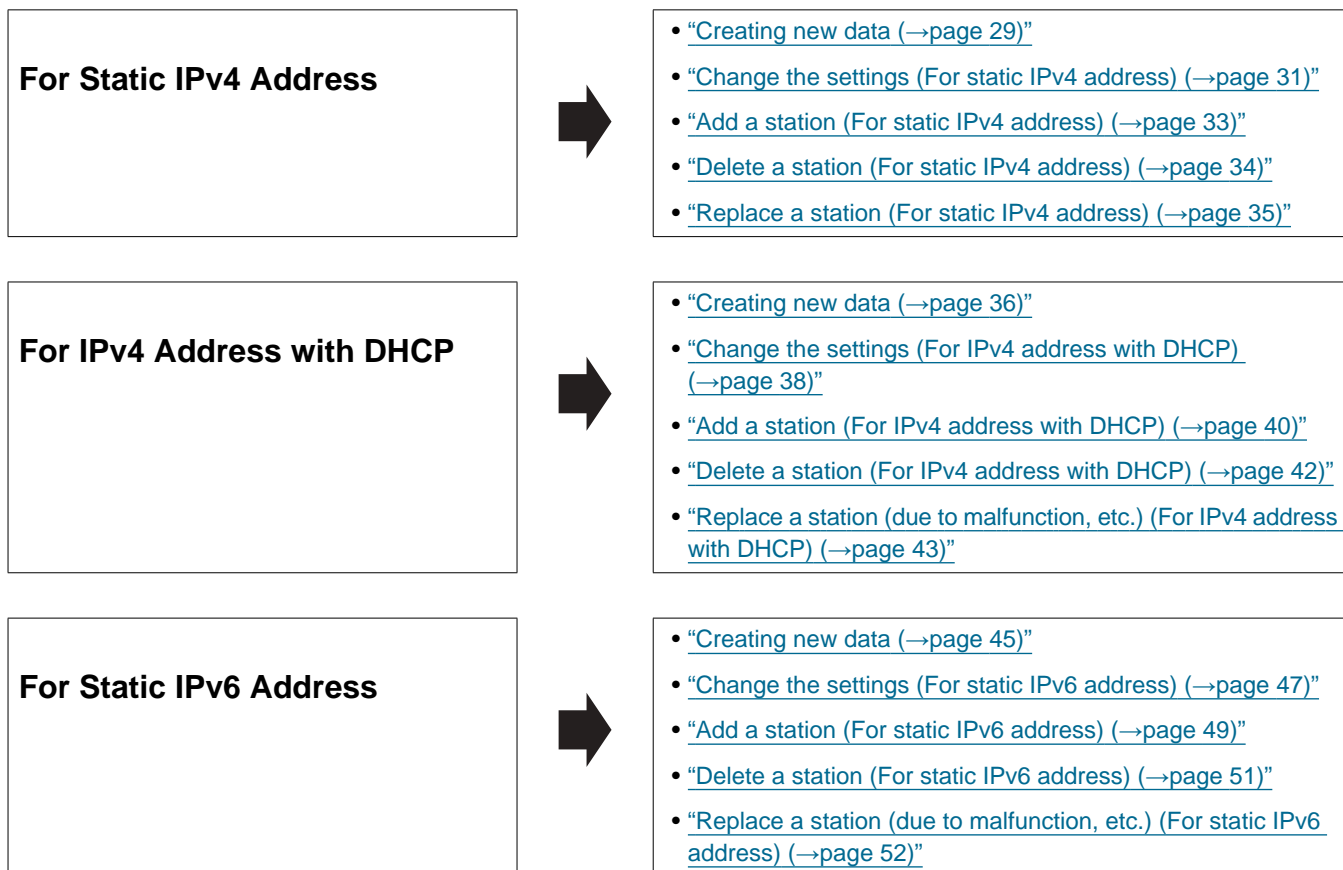 For Static IPv4 Address
• “Creating new data (→page 29)”
• “Change the settings (For static IPv4 address) (→page 31)”
• “Add a station (For static IPv4 address) (→page 33)”
• “Delete a station (For static IPv4 address) (→page 34)”
• “Replace a station (For static IPv4 address) (→page 35)”
For IPv4 Address with DHCP
• “Creating new data (→page 36)”
• “Change the settings (For IPv4 address with DHCP)
(→page 38)”
• “Add a station (For IPv4 address with DHCP) (→page 40)”
• “Delete a station (For IPv4 address with DHCP) (→page 42)”
• “Replace a station (due to malfunction, etc.) (For IPv4 address
with DHCP) (→page 43)”
For Static IPv6 Address
• “Creating new data (→page 45)”
• “Change the settings (For static IPv6 address) (→page 47)”
• “Add a station (For static IPv6 address) (→page 49)”
• “Delete a station (For static IPv6 address) (→page 51)”
• “Replace a station (due to malfunction, etc.) (For static IPv6
address) (→page 52)”